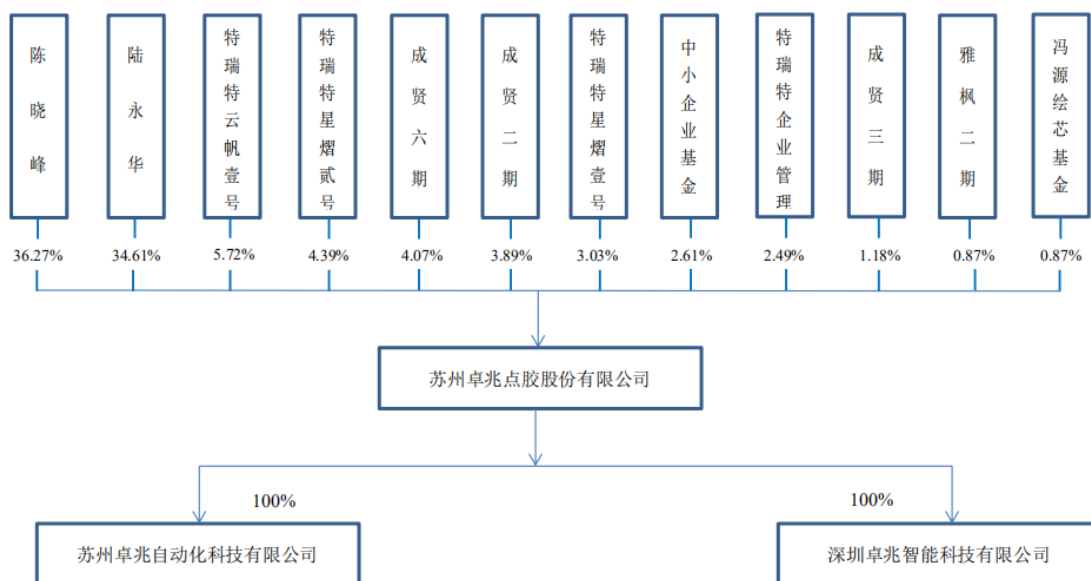 陈晓峰
陆永华
特瑞特云帆壹号
特瑞特星熠贰号
成贤六期
成贤二期
特瑞特星熠壹号
中小企业基金
特瑞特企业管理
成贤三期
雅枫二期
冯源绘芯基金
36.27%
34.61%
5.72%
4.39%
4.07%
3.89%
3.03%
2.61%
2.49%
1.18%
0.87%
0.87%
苏州卓兆点胶股份有限公司
100%
100%
苏州卓兆自动化科技有限公司
深圳卓兆智能科技有限公司